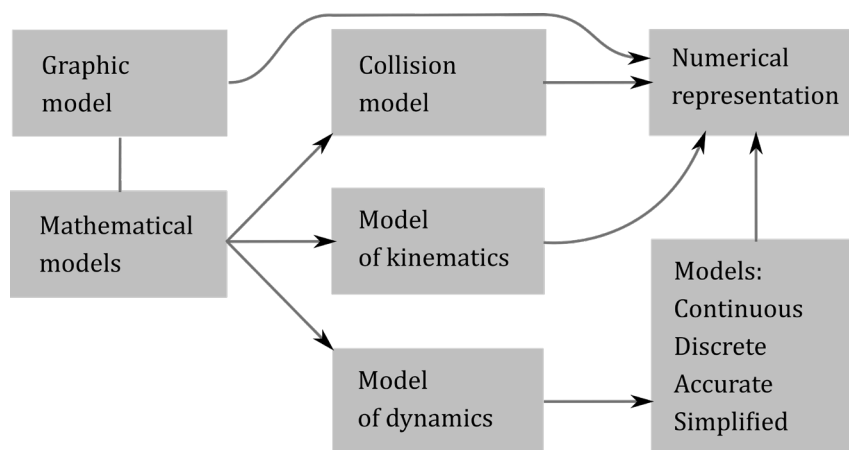 Graphic
model
Collision
model
Numerical
representation
Mathematical
models
Model
of kinematics
Model
of dynamics
Models:
Continuous
Discrete
Accurate
Simplified